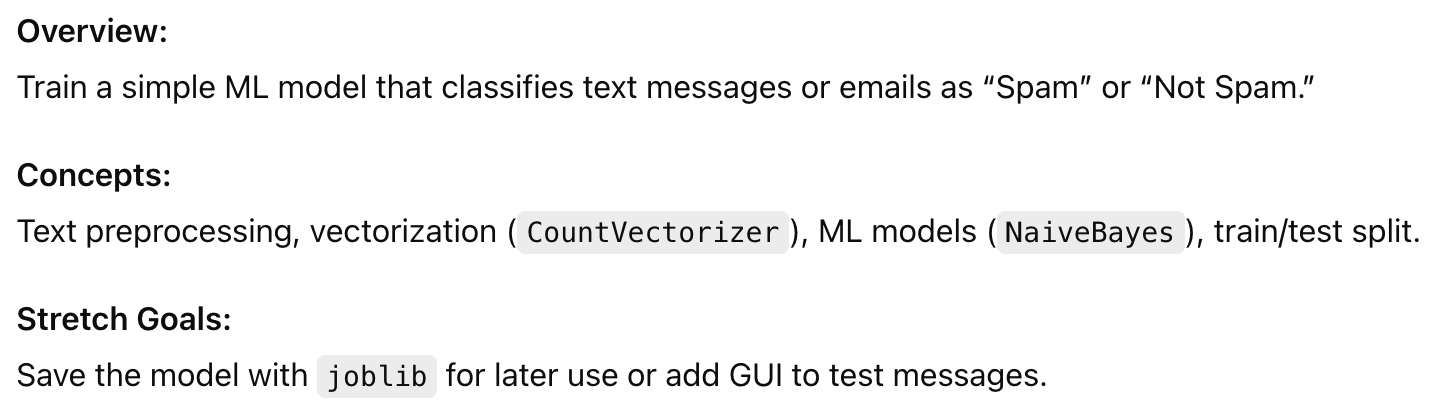 Overview:
Train a simple ML model that classifies text messages or emails as “Spam” or “Not Spam.”
Concepts:
Text preprocessing, vectorization (CountVectorizer), ML models (NaiveBayes), train/test split.
Stretch Goals:
Save the model with joblib for later use or add GUI to test messages.